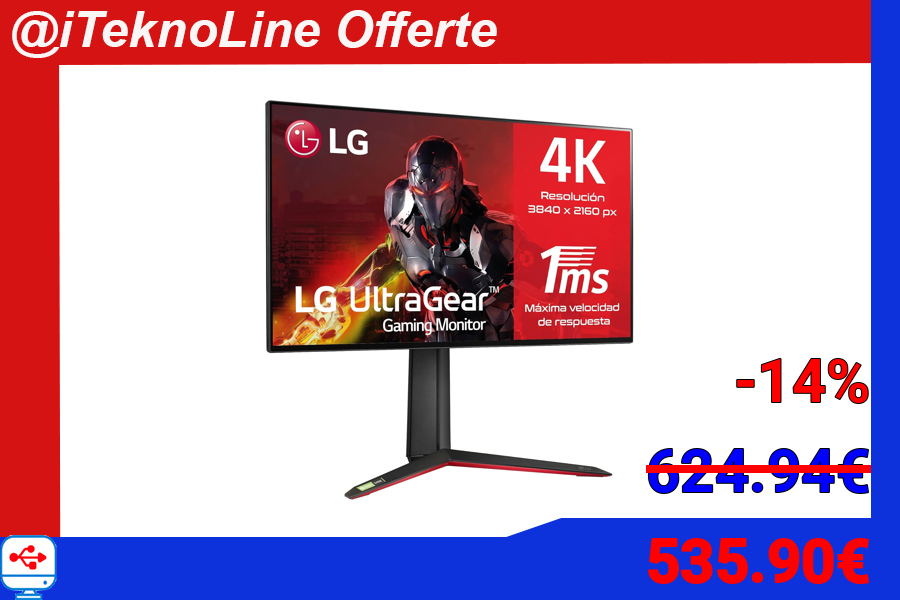 @iTeknoLine Offerte
LG
4K
Resolución
3840 x 2160 px
1ms
Máxima velocidad
de respuesta
LG UltraGear™
Gaming Monitor
-14%
624.94€
535.90€